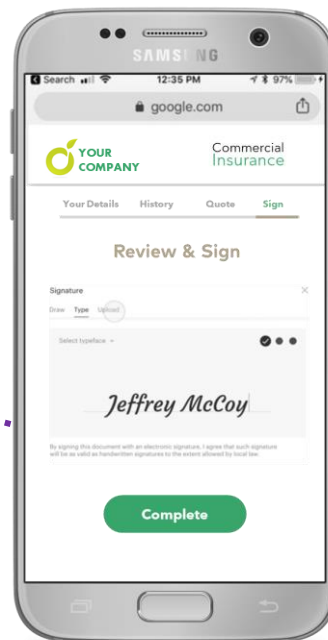 SAMSUNG
Search 12:35 PM 97%
google.com
YOUR COMPANY
Commercial Insurance
Your Details History Quote Sign
Review & Sign
Signature
Draw Type Upload
Select typeface
Jeffrey McCoy
By signing this document with an electronic signature, I agree that such signature
will be as valid as handwritten signatures to the extent allowed by local law.
Complete